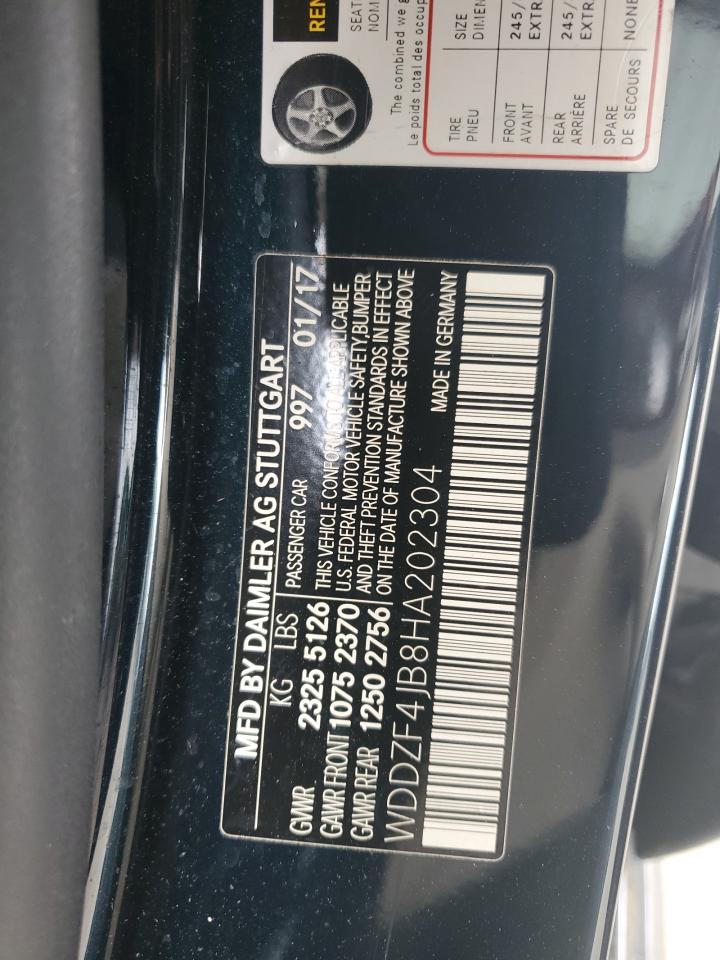 MFD BY DAIMLER AG STUTTGART
KG LBS PASSENGER CAR 997 01/17
GVWR 2325 5126
GAWR FRONT 1075 2370
GAWR REAR 1250 2756
THIS VEHICLE CONFORMS TO ALL APPLICABLE
U.S. FEDERAL MOTOR VEHICLE SAFETY,BUMPER
AND THEFT PREVENTION STANDARDS IN EFFECT
ON THE DATE OF MANUFACTURE SHOWN ABOVE
WDDZF4JB8HA202304 MADE IN GERMANY
The combined we
Le poids total des occup
TIRE SIZE
PNEU
FRONT 245/
AVANT EXTR
REAR 245/
ARRIÈRE EXTR
SPARE NONE
DE SECOURS